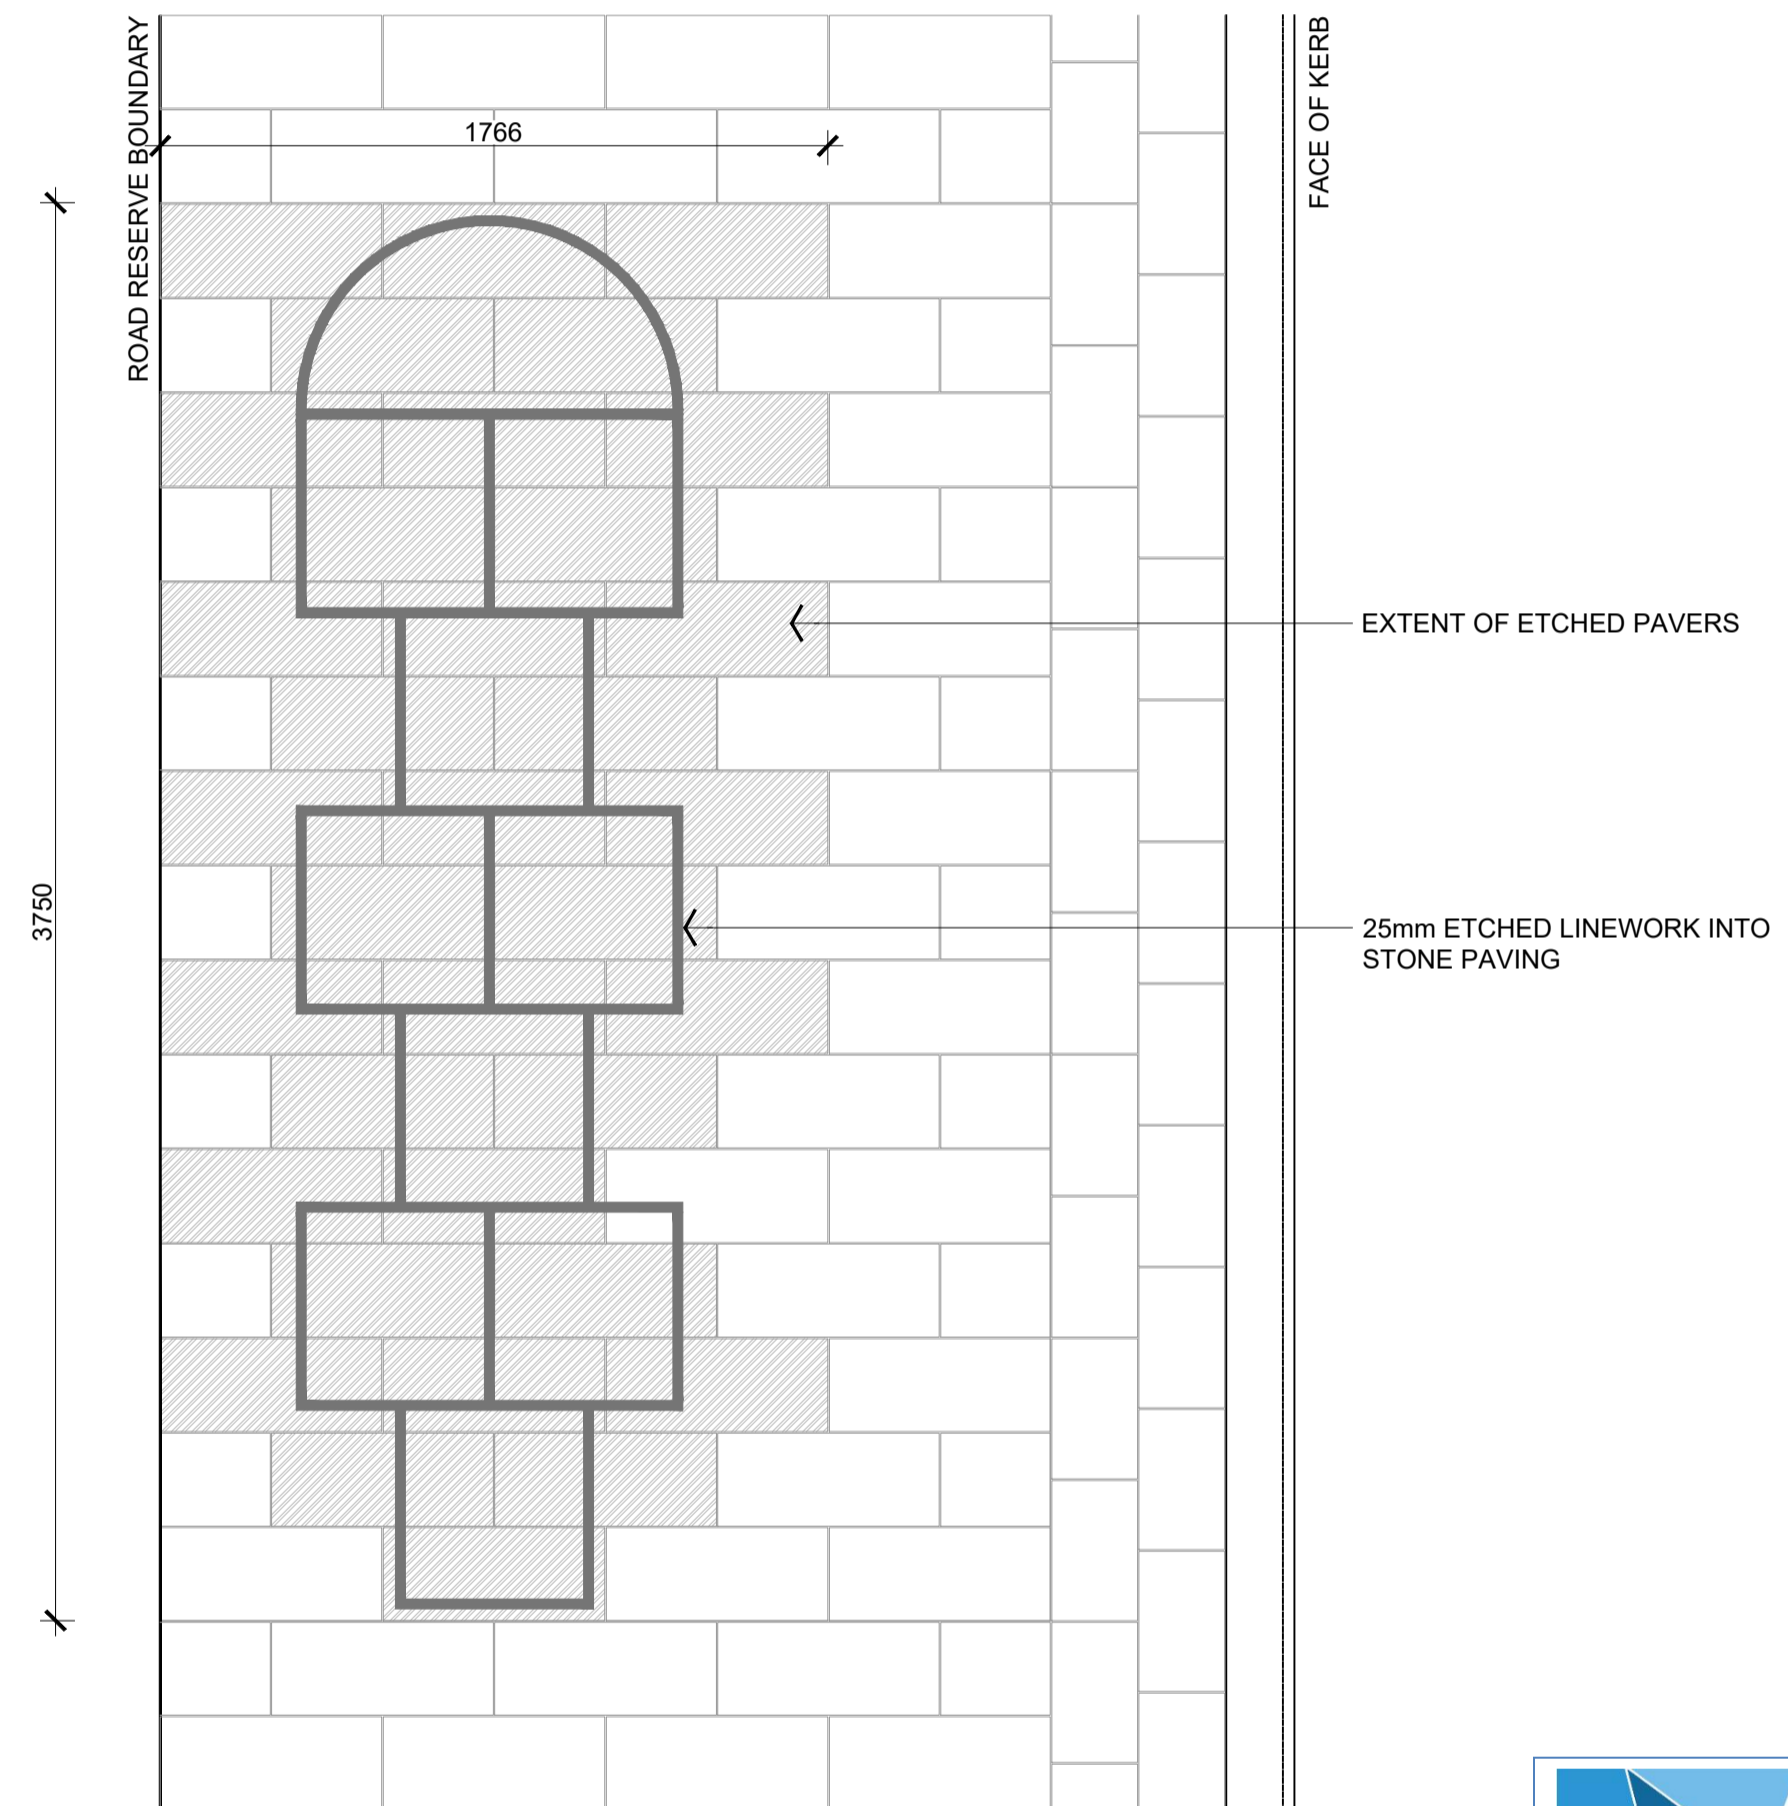 ROAD RESERVE BOUNDARY
1766
FACE OF KERB
EXTENT OF ETCHED PAVERS
3750
25mm ETCHED LINEWORK INTO
STONE PAVING